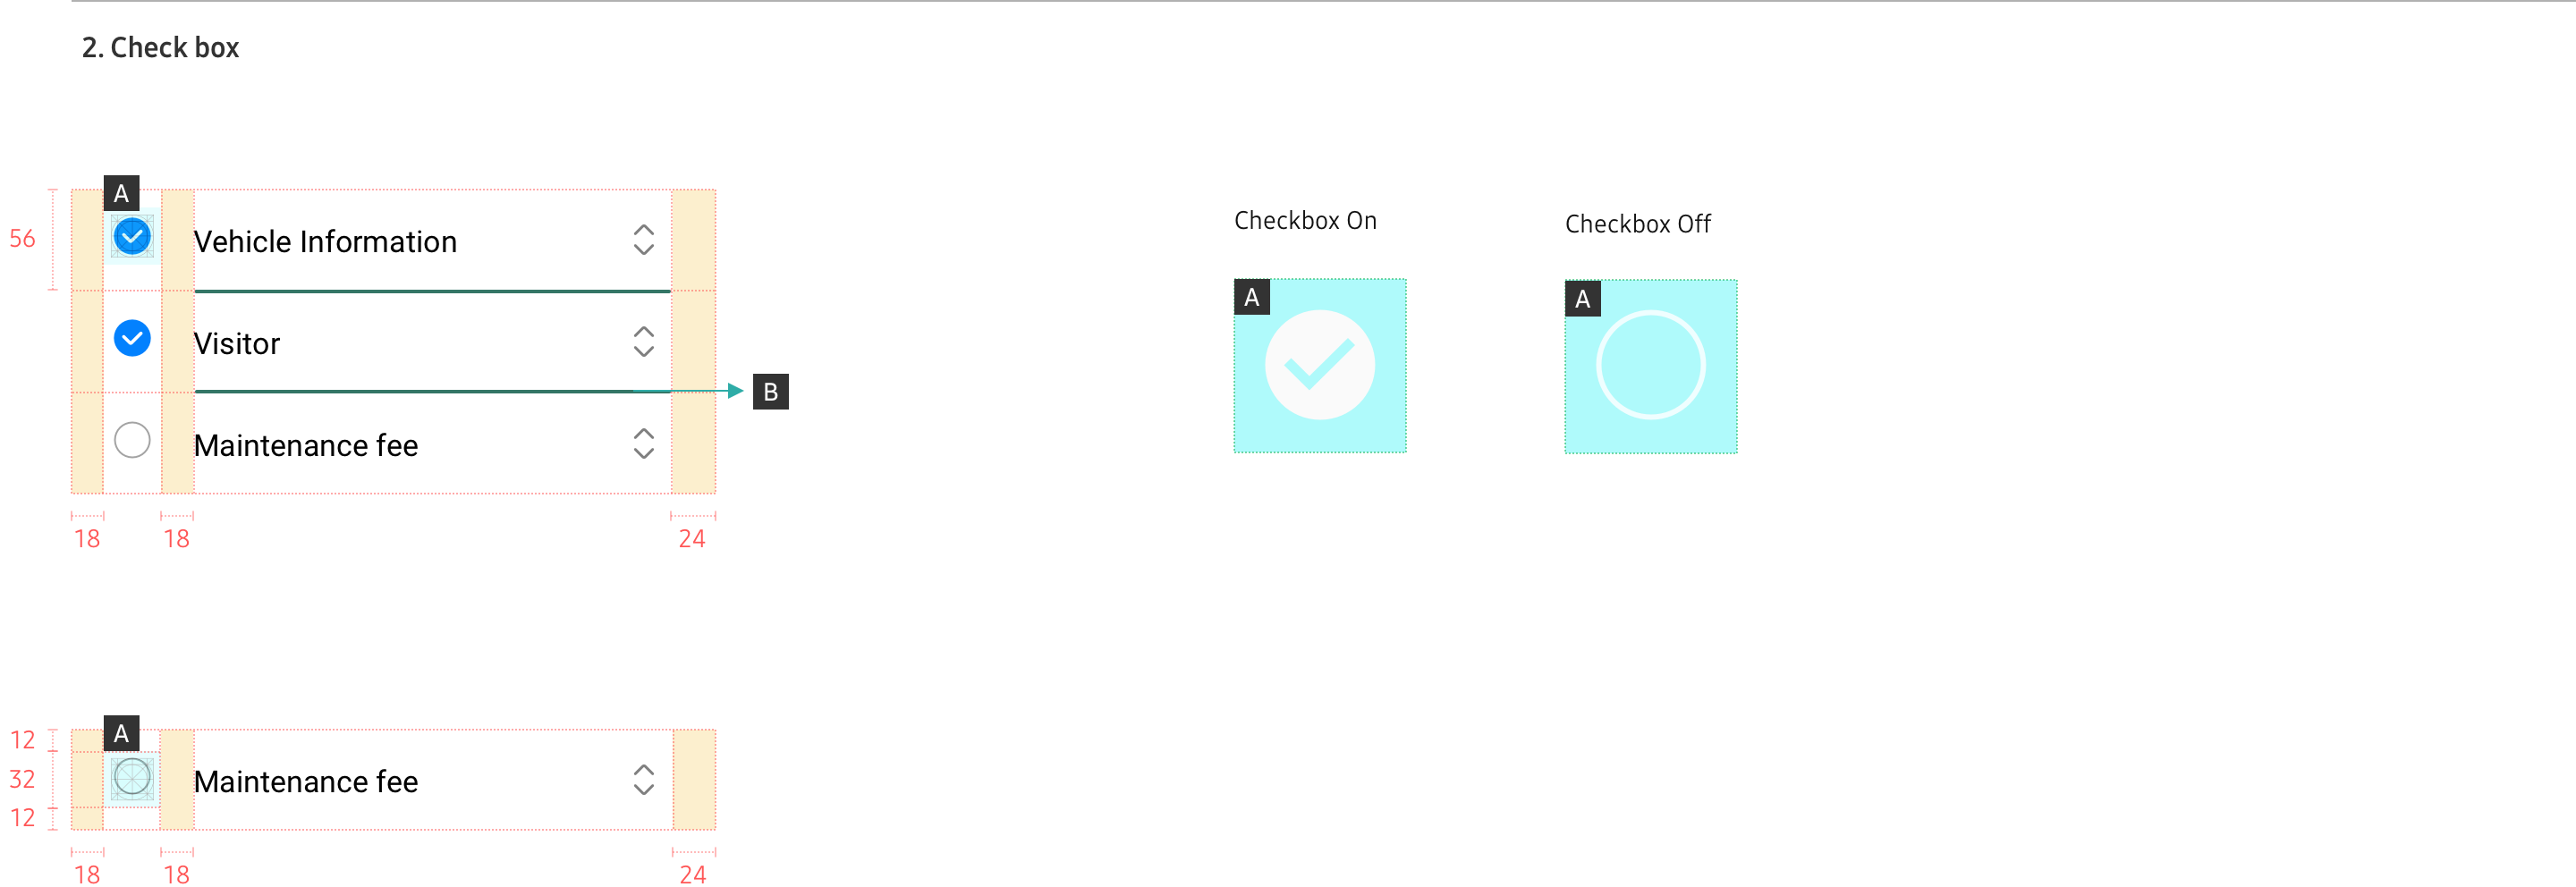 2. Check box
A
56
Vehicle Information
Visitor
B
Maintenance fee
18 18 24
Checkbox On
Checkbox Off
A
A
A
12
32
12
Maintenance fee
18 18 24